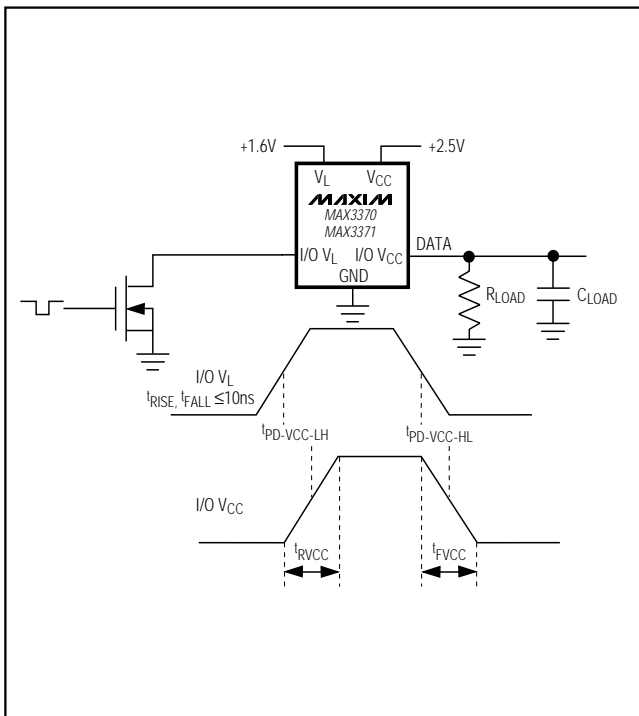 +1.6V +2.5V
VL VCC
MAXIM
MAX3370
MAX3371
I/O VL I/O VCC DATA
GND
RLOAD CLOAD
I/O VL
tRISE, tFALL ≤10ns
tPD-VCC-LH tPD-VCC-HL
I/O VCC
tRVCC tFVCC